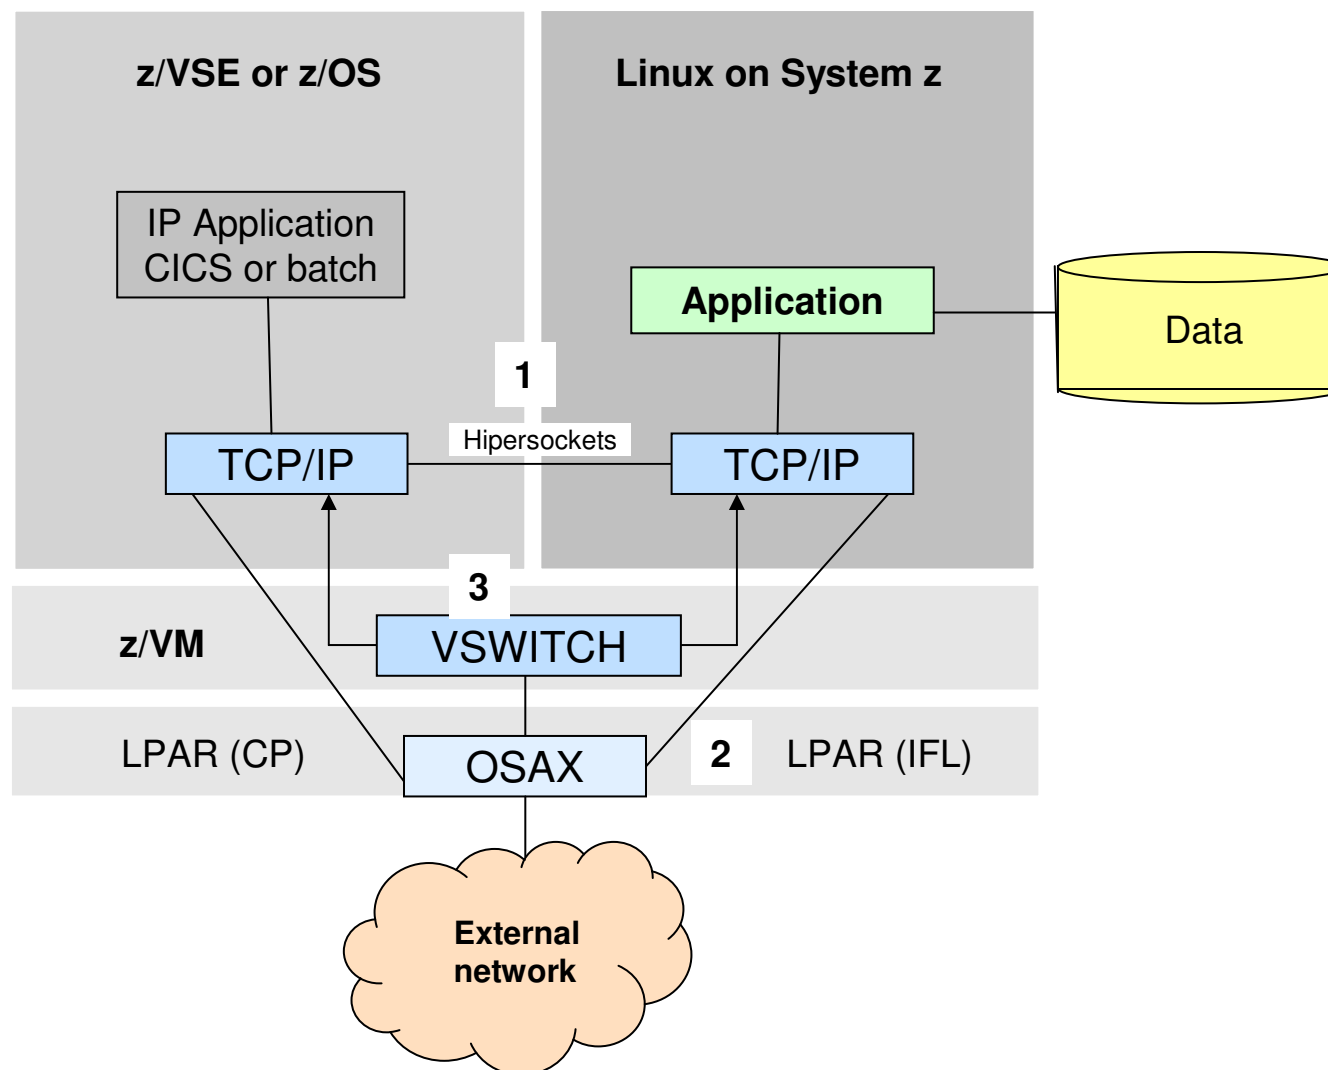 z/VSE or z/OS
Linux on System z
IP Application
CICS or batch
Application
Data
1
Hipersockets
TCP/IP
TCP/IP
3
z/VM
VSWITCH
LPAR (CP)
OSAX
2
LPAR (IFL)
External
network